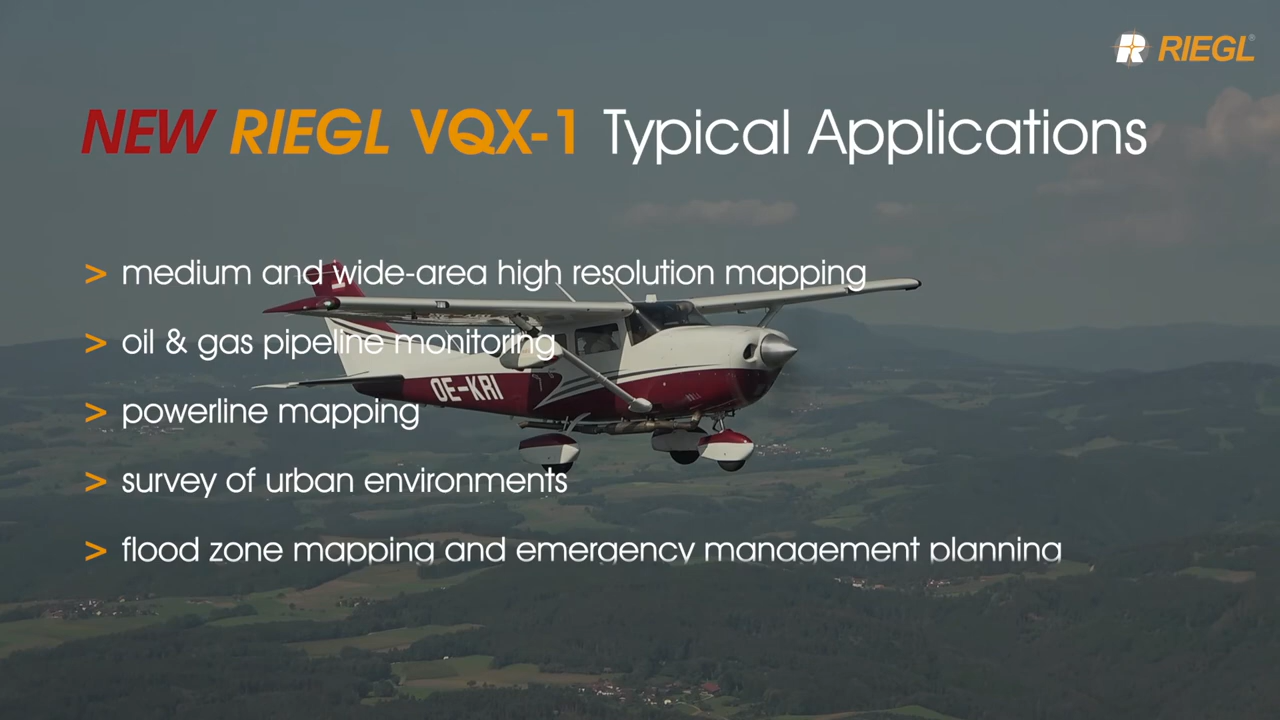 RIEGL®
NEW RIEGL VQX-1 Typical Applications
> medium and wide-area high resolution mapping
> oil & gas pipeline monitoring
> powerline mapping
> survey of urban environments
> flood zone mapping and emergency management planning
OE-KRI